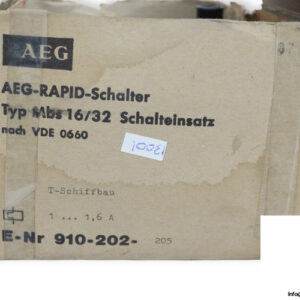 AEG
AEG-RAPID-Schalter
Typ Mbs 16/32 Schalteinsatz
nach VDE 0660
T-Schiffbau
1 ... 1,6 A
E-Nr 910-202- 205